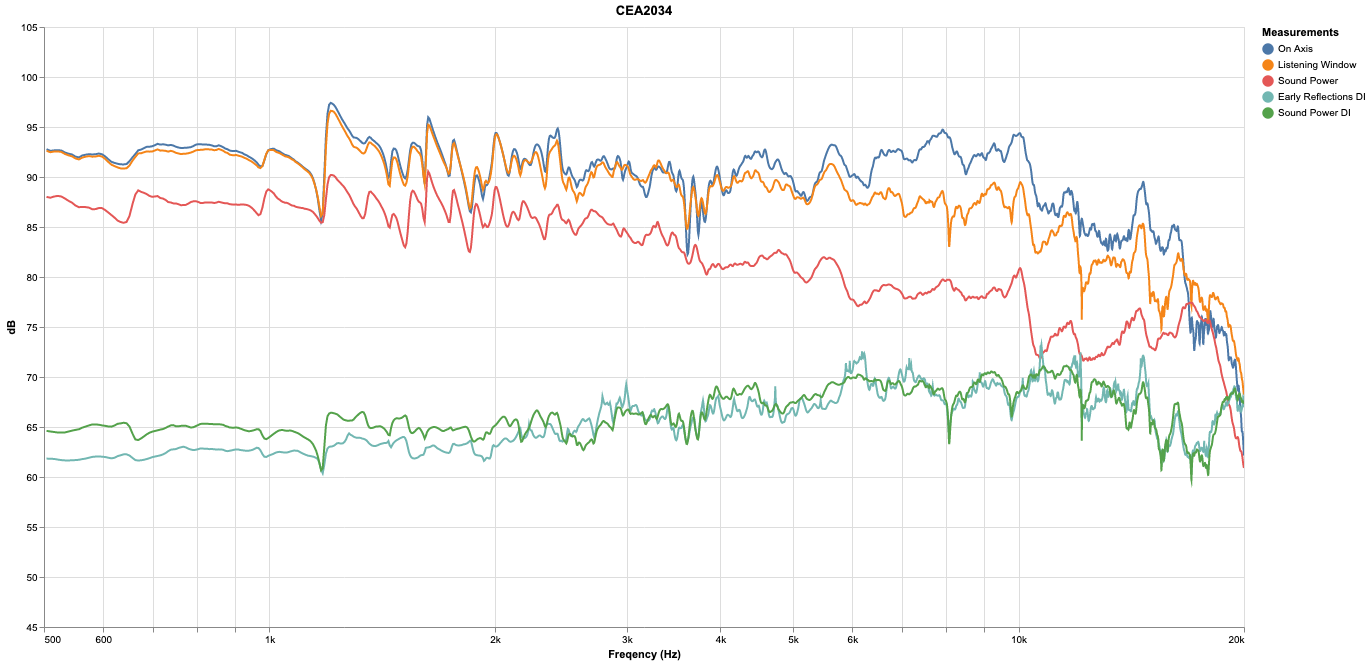 CEA2034
105
100
95
90
85
80
75
70
65
60
55
50
45
dB
500 600 1k 2k 3k 4k 5k 6k 10k 20k
Freqency (Hz)
Measurements
On Axis
Listening Window
Sound Power
Early Reflections DI
Sound Power DI